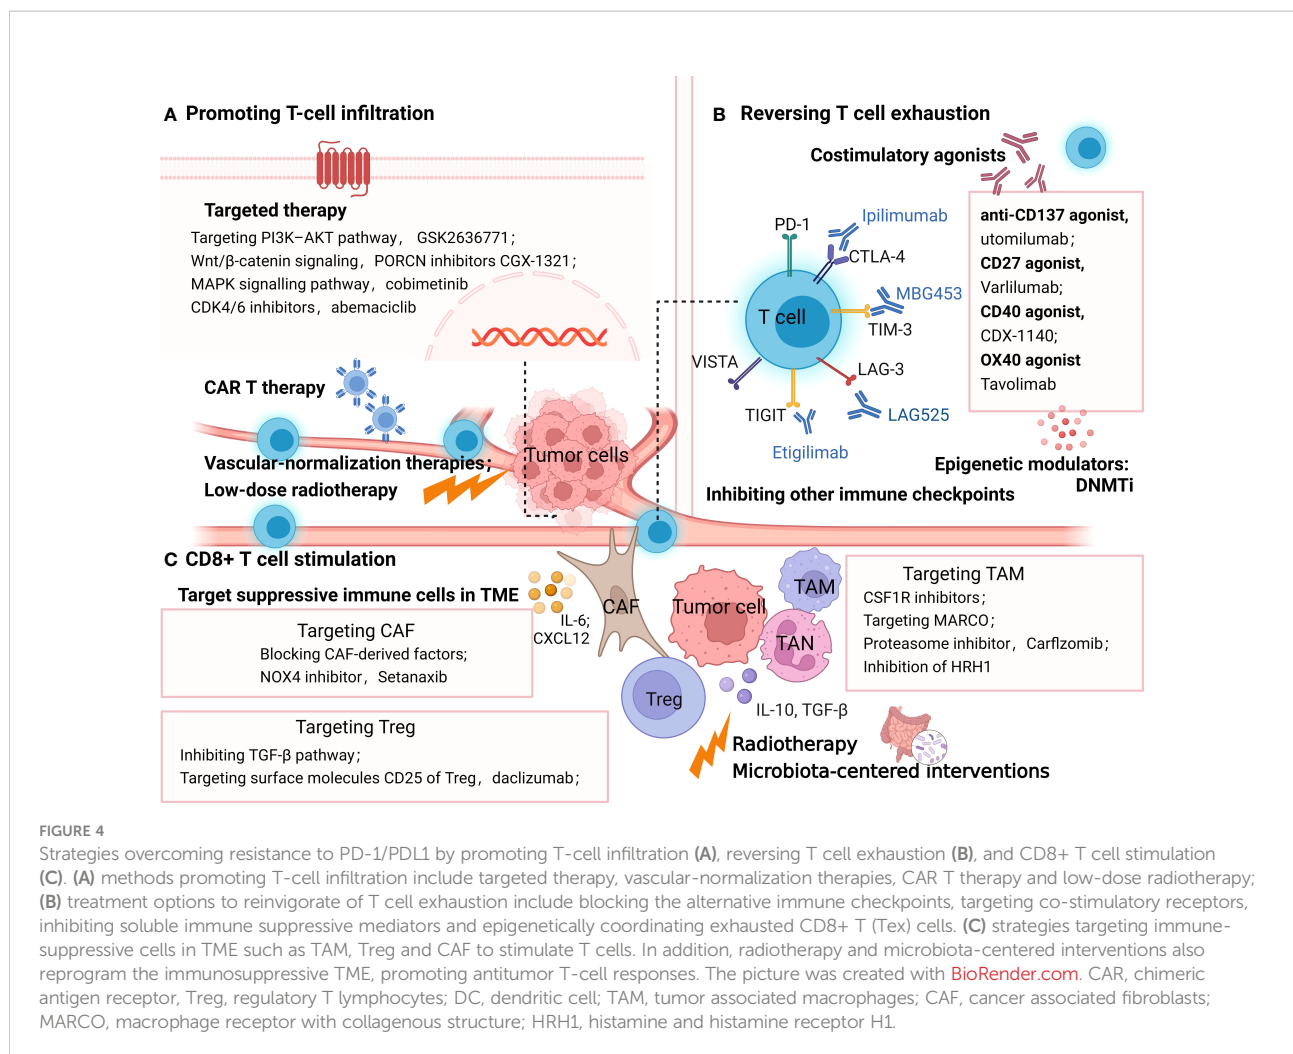 A Promoting T-cell infiltration
Targeted therapy
Targeting PI3K–AKT pathway, GSK2636771;
Wnt/β-catenin signaling, PORCN inhibitors CGX-1321;
MAPK signalling pathway, cobimetinib
CDK4/6 inhibitors, abemaciclib
CAR T therapy
Vascular-normalization therapies;
Low-dose radiotherapy
Tumor cells
B Reversing T cell exhaustion
Costimulatory agonists
anti-CD137 agonist,
utomilumab;
CD27 agonist,
Varlilumab;
CD40 agonist,
CDX-1140;
OX40 agonist
Tavolimab
PD-1
Ipilimumab
CTLA-4
MBG453
T cell
TIM-3
VISTA
LAG-3
TIGIT
LAG525
Etigilimab
Epigenetic modulators:
DNMTi
Inhibiting other immune checkpoints
C CD8+ T cell stimulation
Target suppressive immune cells in TME
Targeting CAF
Blocking CAF-derived factors;
NOX4 inhibitor, Setanaxib
Targeting Treg
Inhibiting TGF-β pathway;
Targeting surface molecules CD25 of Treg, daclizumab;
IL-6;
CXCL12
CAF
Tumor cell
TAM
TAN
Treg
IL-10, TGF-β
Targeting TAM
CSF1R inhibitors;
Targeting MARCO;
Proteasome inhibitor, Carflzomib;
Inhibition of HRH1
Radiotherapy
Microbiota-centered interventions
FIGURE 4
Strategies overcoming resistance to PD-1/PDL1 by promoting T-cell infiltration (A), reversing T cell exhaustion (B), and CD8+ T cell stimulation
(C). (A) methods promoting T-cell infiltration include targeted therapy, vascular-normalization therapies, CAR T therapy and low-dose radiotherapy;
(B) treatment options to reinvigorate of T cell exhaustion include blocking the alternative immune checkpoints, targeting co-stimulatory receptors,
inhibiting soluble immune suppressive mediators and epigenetically coordinating exhausted CD8+ T (Tex) cells. (C) strategies targeting immune-
suppressive cells in TME such as TAM, Treg and CAF to stimulate T cells. In addition, radiotherapy and microbiota-centered interventions also
reprogram the immunosuppressive TME, promoting antitumor T-cell responses. The picture was created with BioRender.com. CAR, chimeric
antigen receptor, Treg, regulatory T lymphocytes; DC, dendritic cell; TAM, tumor associated macrophages; CAF, cancer associated fibroblasts;
MARCO, macrophage receptor with collagenous structure; HRH1, histamine and histamine receptor H1.